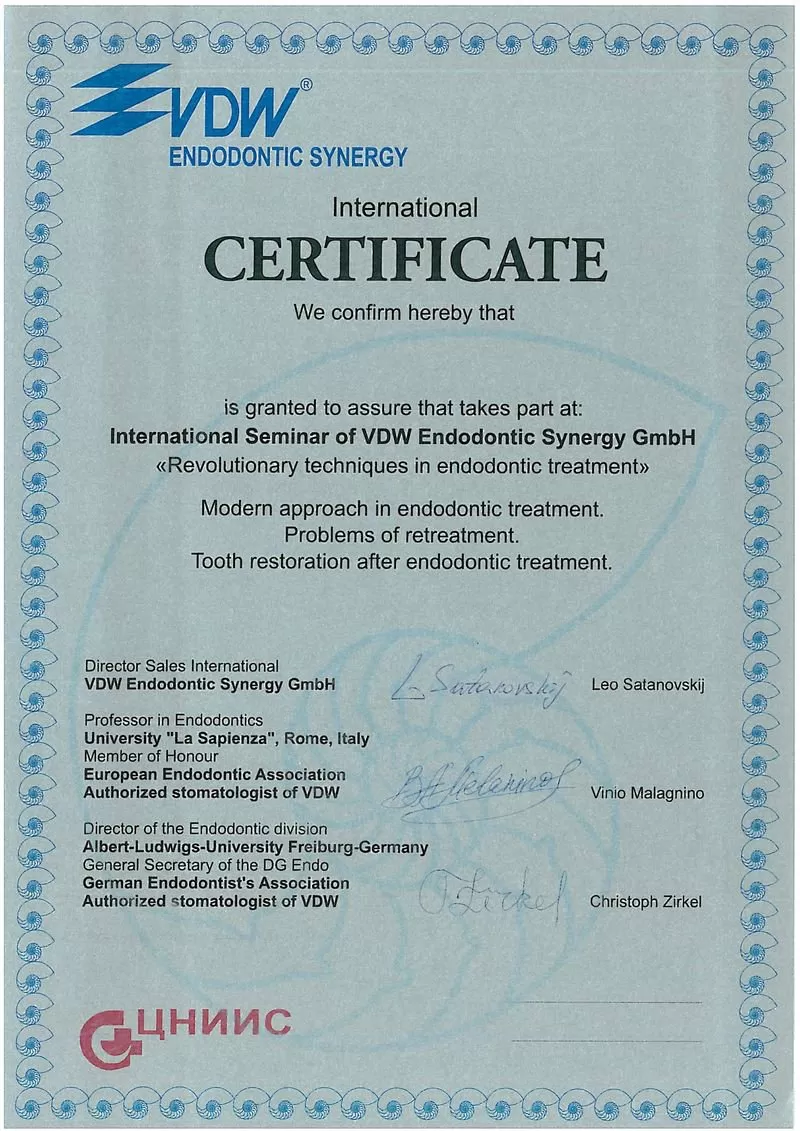 VDW®
ENDODONTIC SYNERGY
International
CERTIFICATE
We confirm hereby that
is granted to assure that takes part at:
International Seminar of VDW Endodontic Synergy GmbH
«Revolutionary techniques in endodontic treatment»
Modern approach in endodontic treatment.
Problems of retreatment.
Tooth restoration after endodontic treatment.
Director Sales International
VDW Endodontic Synergy GmbH
L Satanovskij
Leo Satanovskij
Professor in Endodontics
University "La Sapienza", Rome, Italy
Member of Honour
European Endodontic Association
Authorized stomatologist of VDW
Vinio Malagnino
Director of the Endodontic division
Albert-Ludwigs-University Freiburg-Germany
General Secretary of the DG Endo
German Endodontist's Association
Authorized stomatologist of VDW
Zirkel
Christoph Zirkel
ЦНИИС